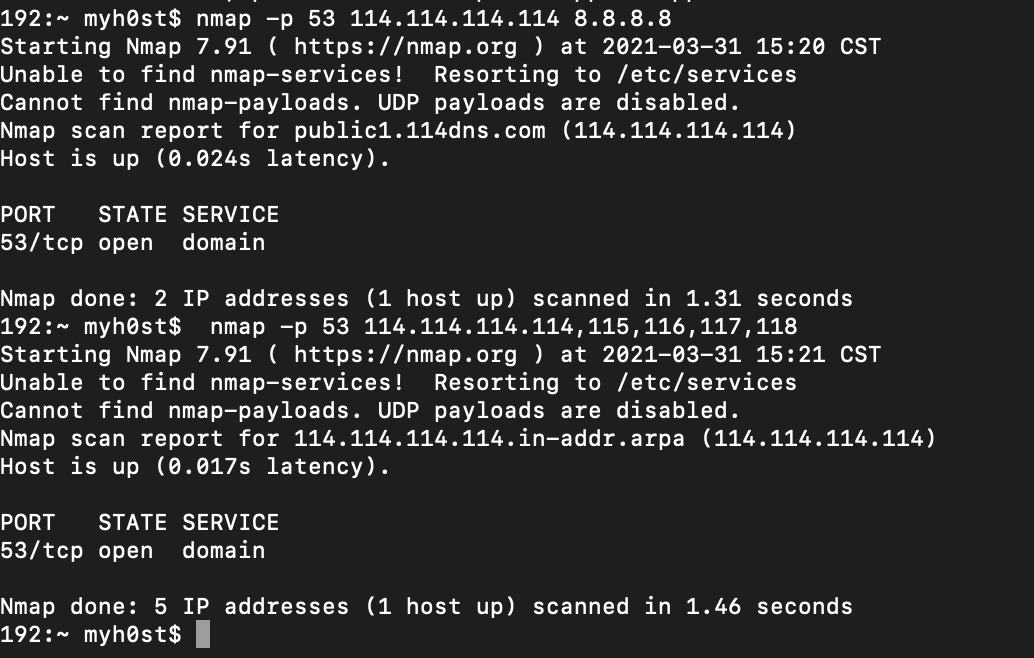 192:~ myh0st$ nmap -p 53 114.114.114.114 8.8.8.8
Starting Nmap 7.91 ( https://nmap.org ) at 2021-03-31 15:20 CST
Unable to find nmap-services!  Resorting to /etc/services
Cannot find nmap-payloads. UDP payloads are disabled.
Nmap scan report for public1.114dns.com (114.114.114.114)
Host is up (0.024s latency).

PORT   STATE SERVICE
53/tcp open  domain

Nmap done: 2 IP addresses (1 host up) scanned in 1.31 seconds
192:~ myh0st$  nmap -p 53 114.114.114.114,115,116,117,118
Starting Nmap 7.91 ( https://nmap.org ) at 2021-03-31 15:21 CST
Unable to find nmap-services!  Resorting to /etc/services
Cannot find nmap-payloads. UDP payloads are disabled.
Nmap scan report for 114.114.114.114.in-addr.arpa (114.114.114.114)
Host is up (0.017s latency).

PORT   STATE SERVICE
53/tcp open  domain

Nmap done: 5 IP addresses (1 host up) scanned in 1.46 seconds
192:~ myh0st$